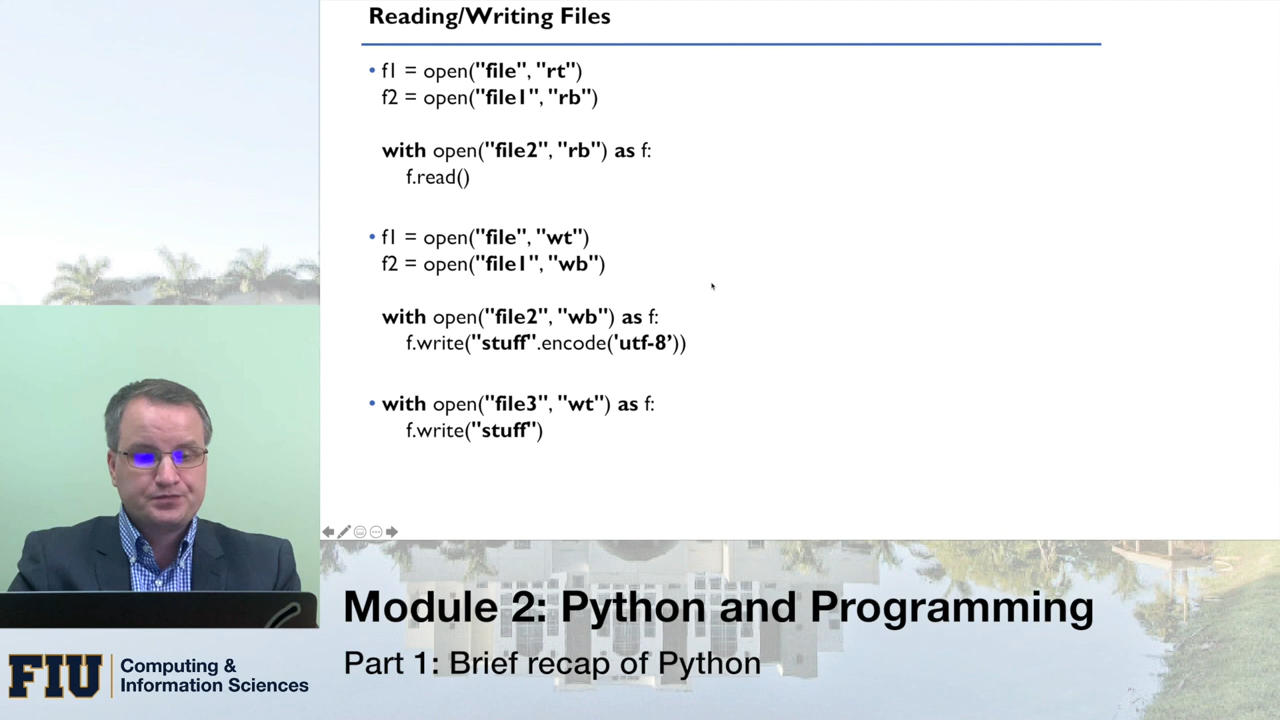 Reading/Writing Files
• f1 = open("file", "rt")
f2 = open("file1", "rb")
with open("file2", "rb") as f:
f.read()
• f1 = open("file", "wt")
f2 = open("file1", "wb")
with open("file2", "wb") as f:
f.write("stuff".encode('utf-8’))
• with open("file3", "wt") as f:
f.write("stuff")
Module 2: Python and Programming
Part 1: Brief recap of Python
FIU
Computing &
Information Sciences